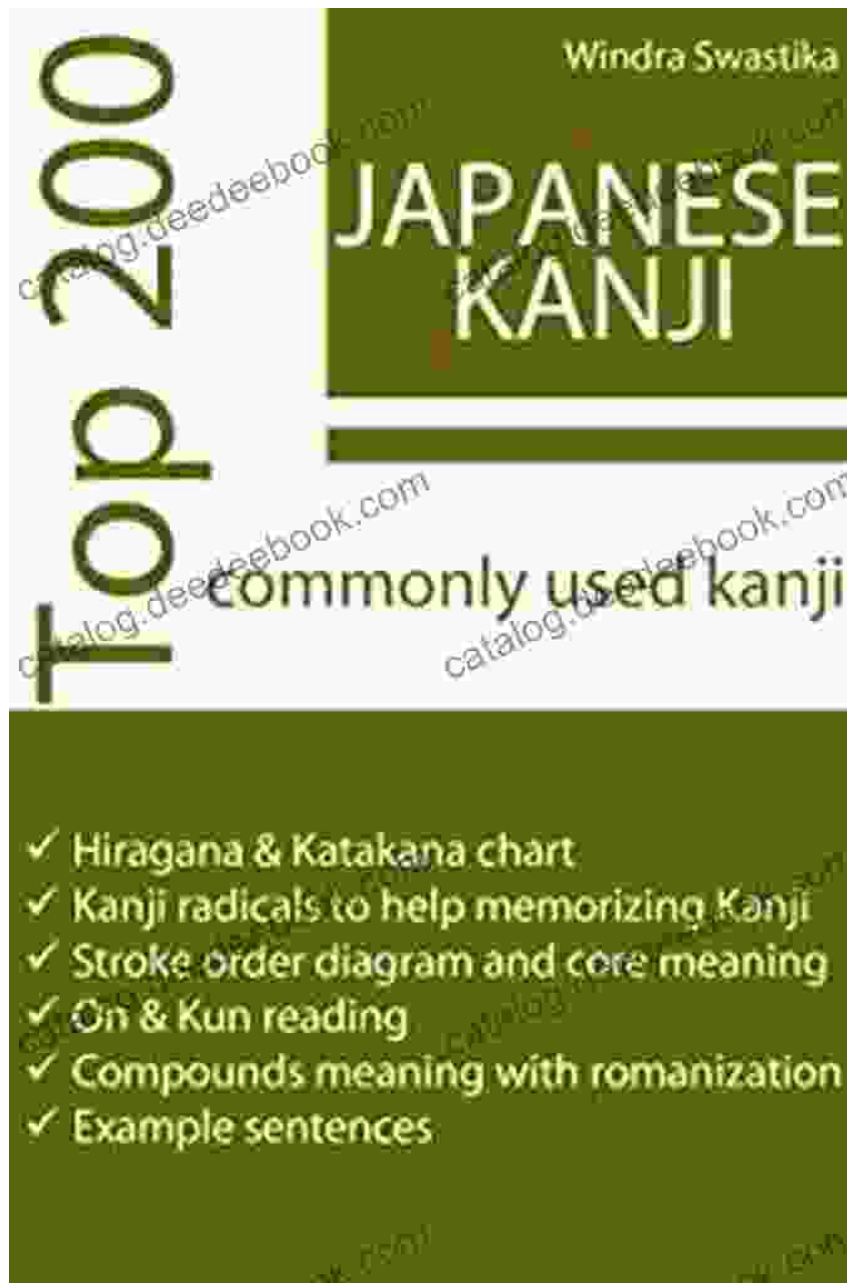 Windra Swastika
Top 200
JAPANESE
KANJI
commonly used kanji
✓ Hiragana & Katakana chart
✓ Kanji radicals to help memorizing Kanji
✓ Stroke order diagram and core meaning
✓ On & Kun reading
✓ Compounds meaning with romanization
✓ Example sentences
catalog.deedeebook.com
catalog.deedeebook.com
catalog.deedeebook.com
catalog.deedeebook.com